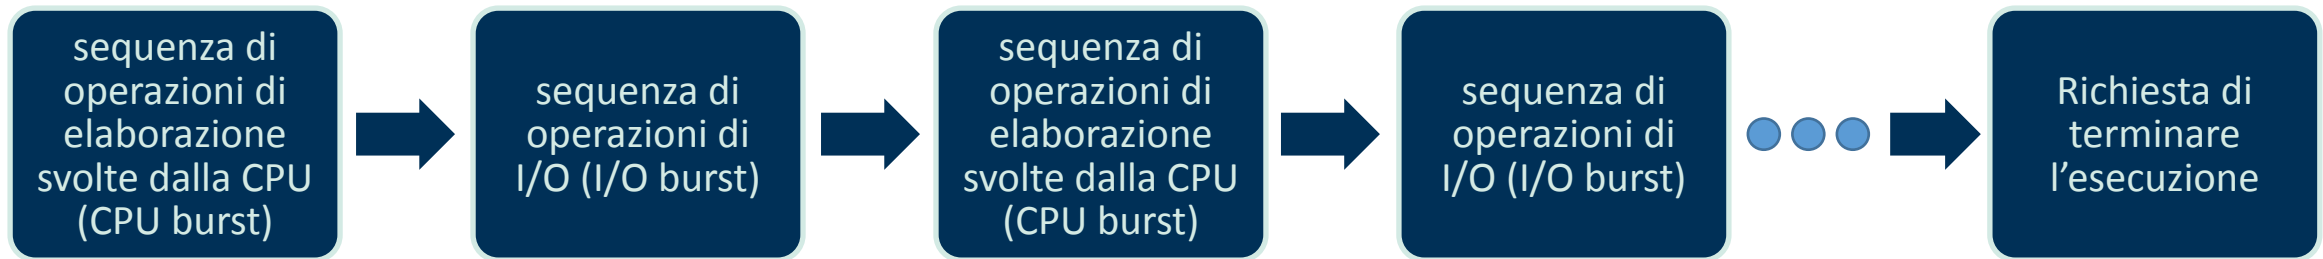 sequenza di
operazioni di
elaborazione
svolte dalla CPU
(CPU burst)
sequenza di
operazioni di
I/O (I/O burst)
sequenza di
operazioni di
elaborazione
svolte dalla CPU
(CPU burst)
sequenza di
operazioni di
I/O (I/O burst)
Richiesta di
terminare
l’esecuzione